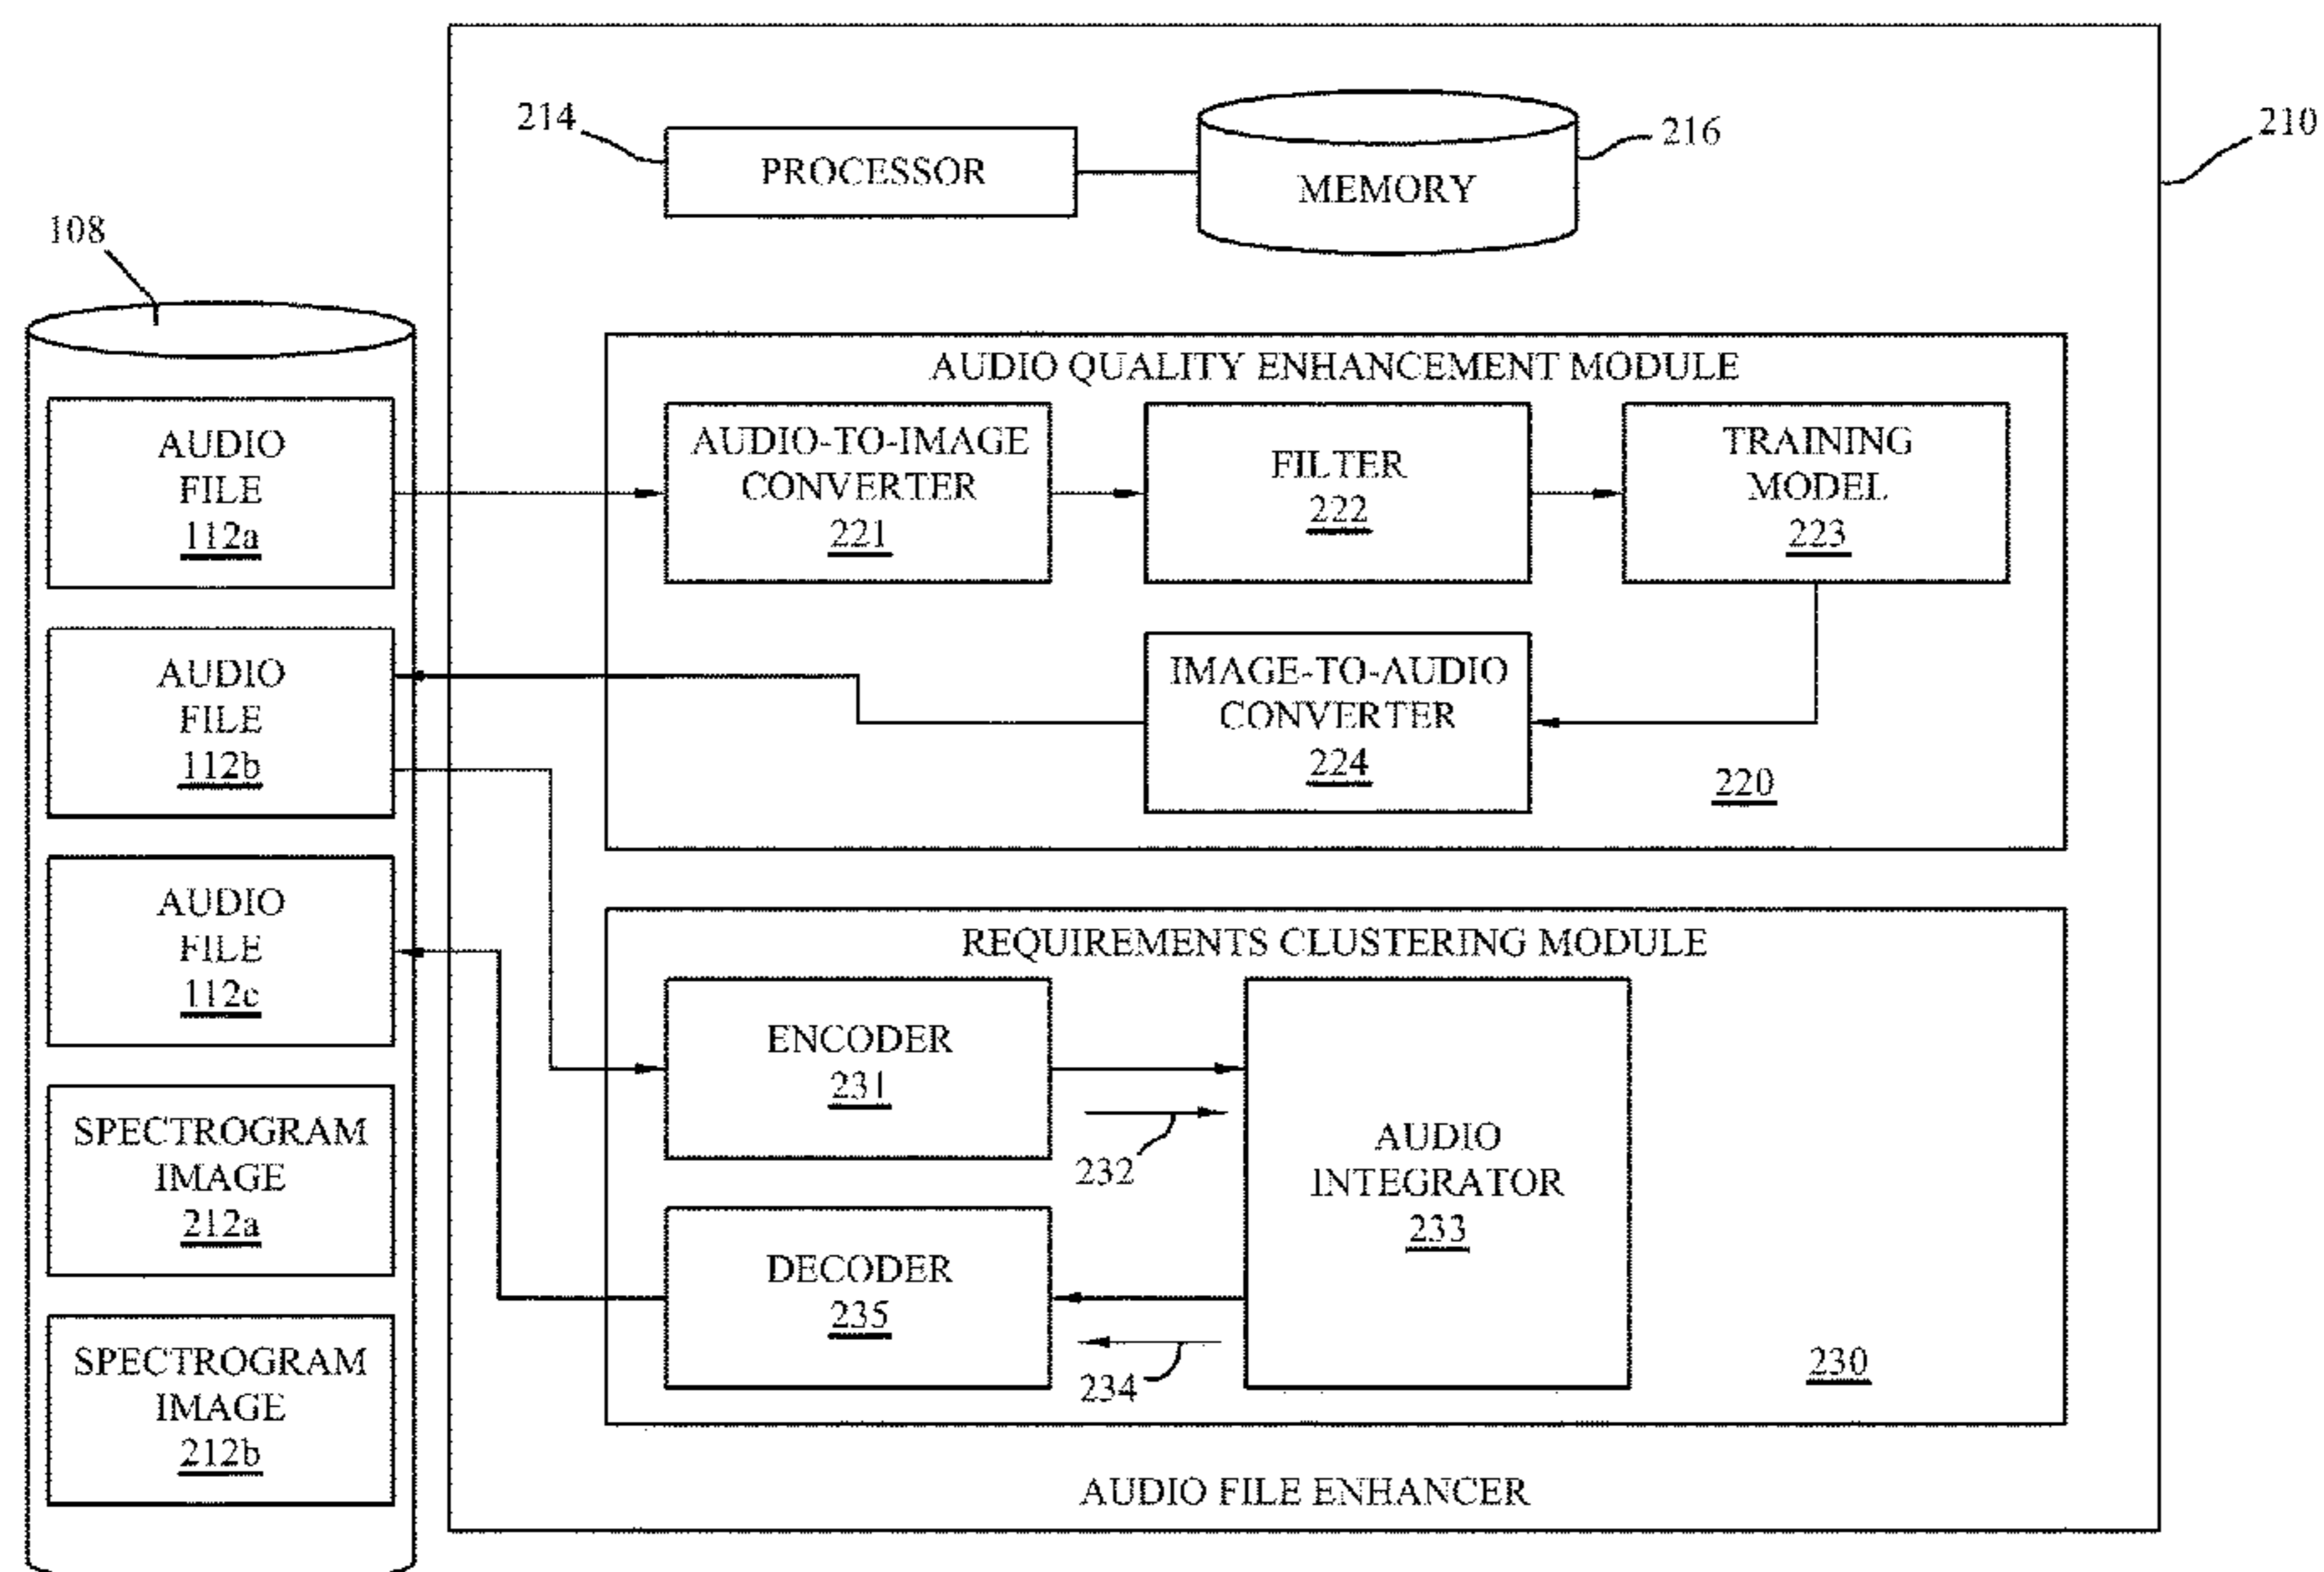 214
PROCESSOR
MEMORY
216
210
108
AUDIO
FILE
112a
AUDIO
FILE
112b
AUDIO
FILE
112c
SPECTROGRAM
IMAGE
212a
SPECTROGRAM
IMAGE
212b
AUDIO QUALITY ENHANCEMENT MODULE
AUDIO-TO-IMAGE
CONVERTER
221
FILTER
222
TRAINING
MODEL
223
IMAGE-TO-AUDIO
CONVERTER
224
220
REQUIREMENTS CLUSTERING MODULE
ENCODER
231
232
AUDIO
INTEGRATOR
233
DECODER
235
234
230
AUDIO FILE ENHANCER